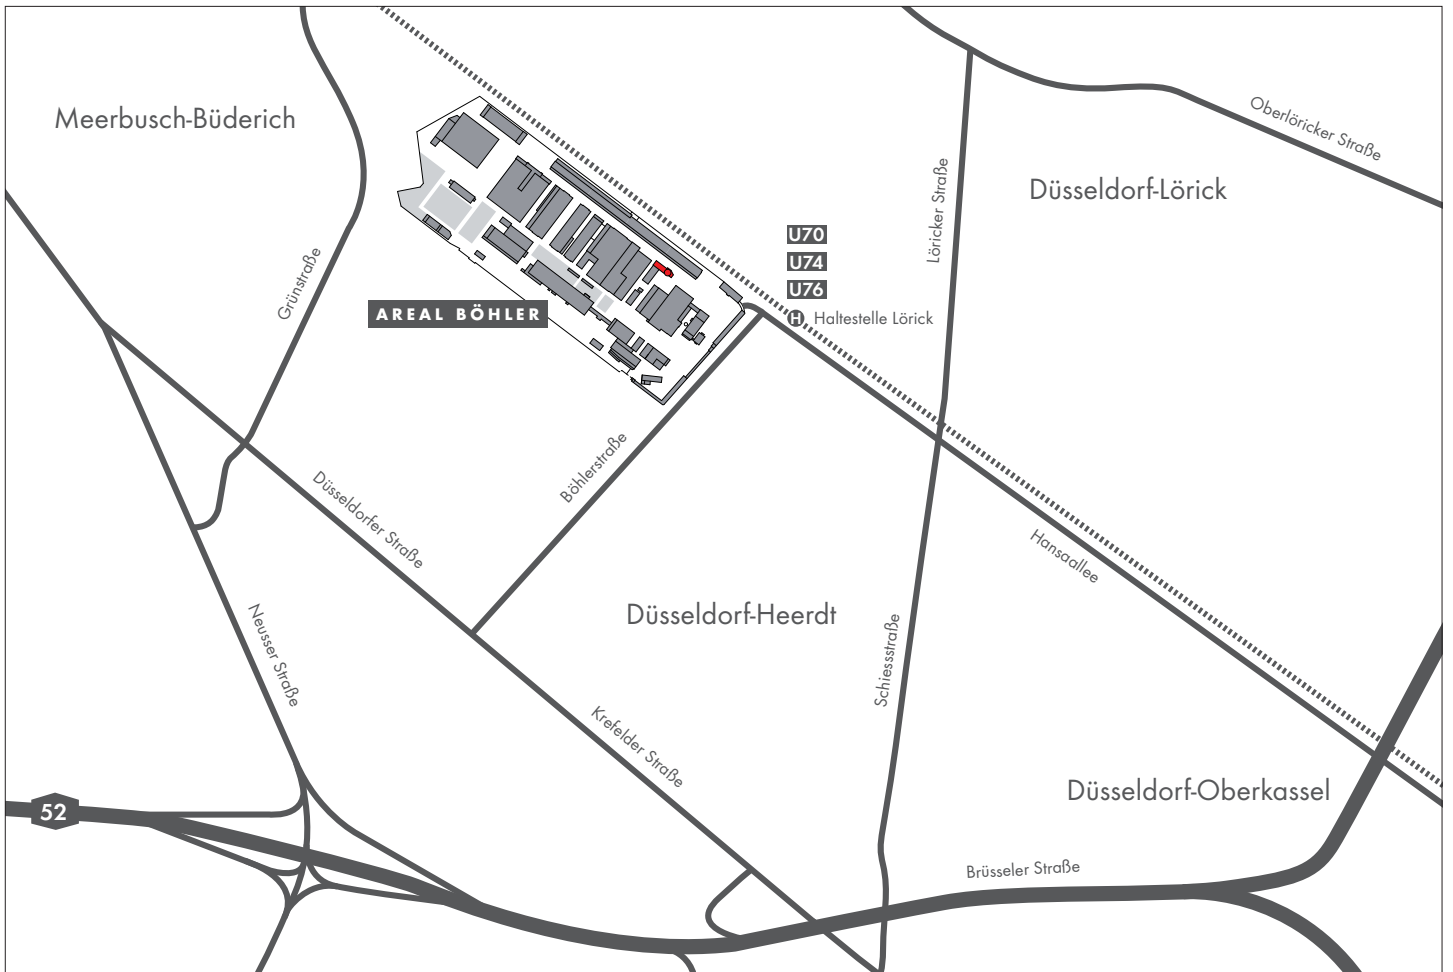 Meerbusch-Büderich
Oberlöricker Straße
Düsseldorf-Lörick
Löricker Straße
U70
U74
U76
H Haltestelle Lörick
Grünstraße
AREAL BÖHLER
Böhlerstraße
Düsseldorfer Straße
Hansaallee
Neusser Straße
Düsseldorf-Heerdt
Schiessstraße
Krefelder Straße
Düsseldorf-Oberkassel
52
Brüsseler Straße